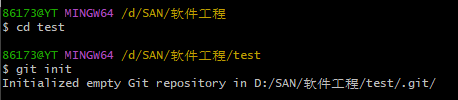 86173@YT MINGW64 /d/SAN/软件工程
$ cd test
86173@YT MINGW64 /d/SAN/软件工程/test
$ git init
Initialized empty Git repository in D:/SAN/软件工程/test/.git/